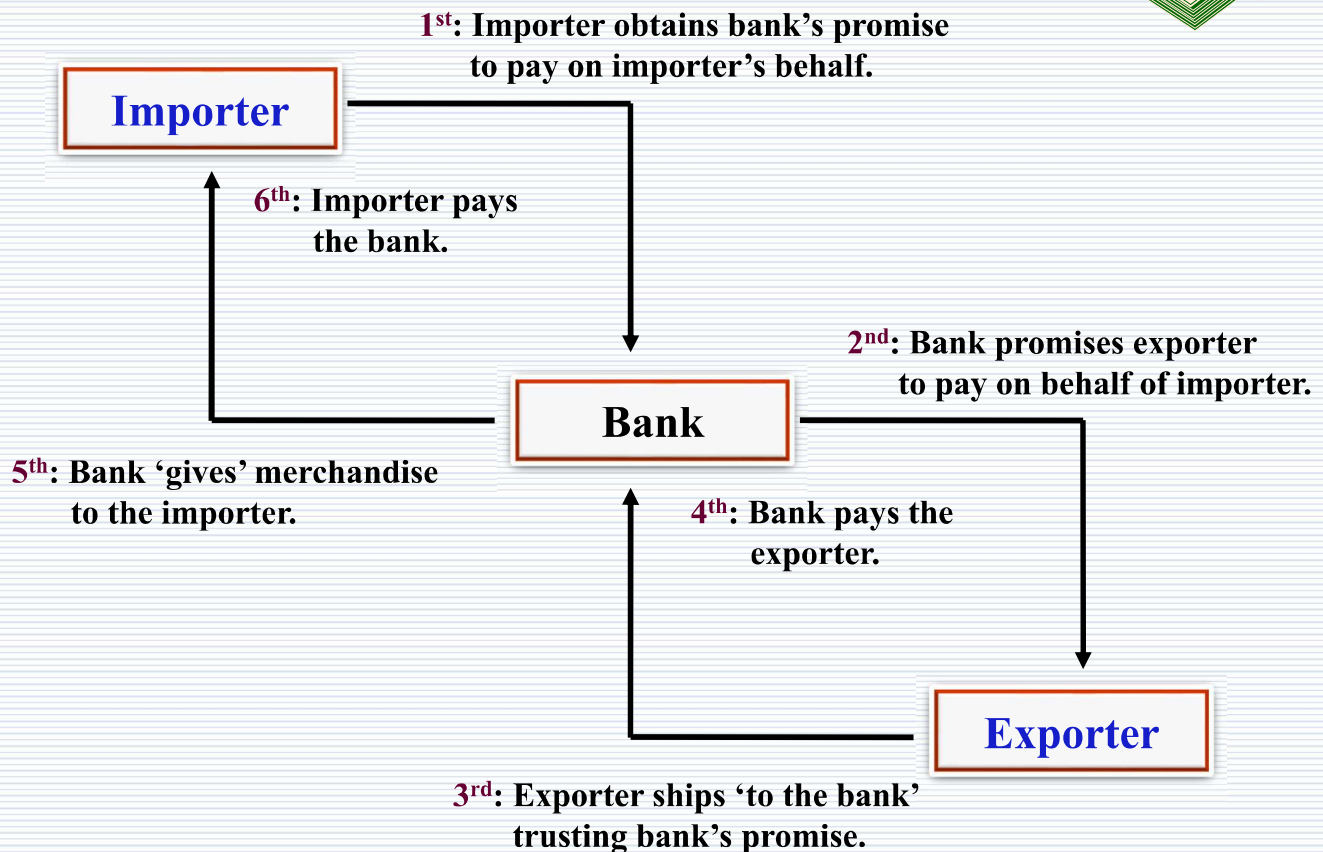 1st: Importer obtains bank’s promise
to pay on importer’s behalf.
Importer
6th: Importer pays
the bank.
2nd: Bank promises exporter
to pay on behalf of importer.
Bank
5th: Bank ‘gives’ merchandise
to the importer.
4th: Bank pays the
exporter.
Exporter
3rd: Exporter ships ‘to the bank’
trusting bank’s promise.